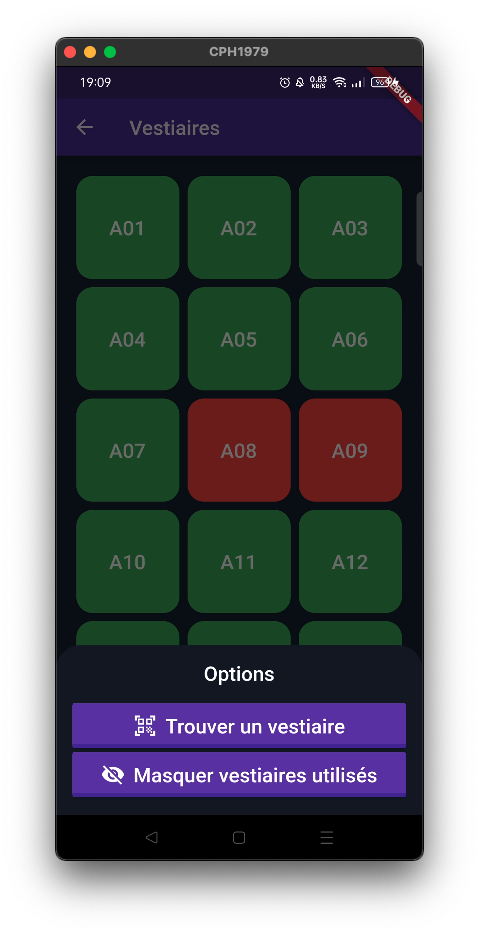 CPH1979
19:09
0.83
KB/S
96
DEBUG
Vestiaires
A01 A02 A03
A04 A05 A06
A07 A08 A09
A10 A11 A12
Options
Trouver un vestiaire
Masquer vestiaires utilisés